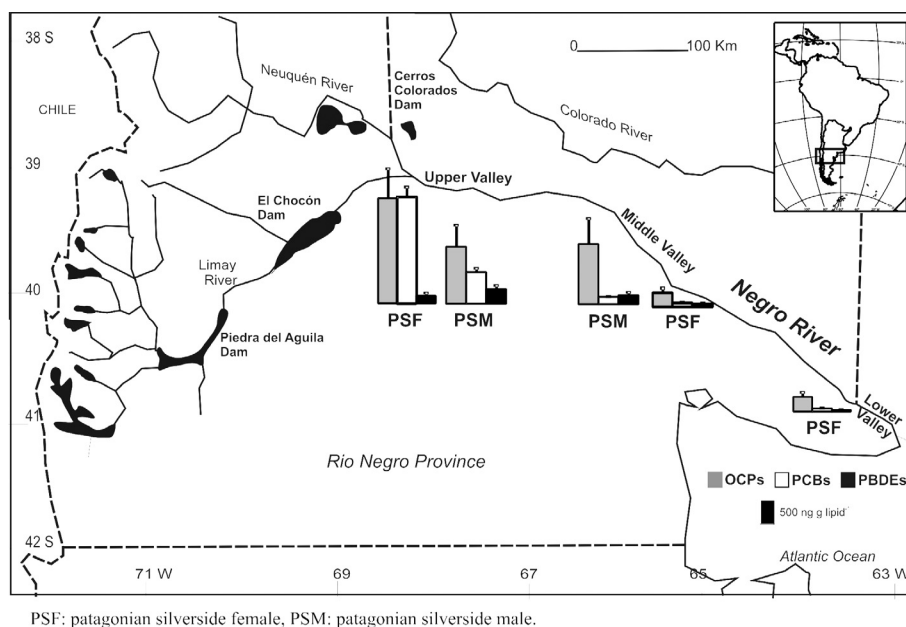 38 S
0 100 Km
Neuquén River
Cerros
Colorados
Dam
CHILE
Colorado River
39
Upper Valley
El Chocón
Dam
Middle Valley
Limay
River
40
Negro River
PSF
PSM
PSM
PSF
Piedra del Aguila
Dam
Lower
Valley
41
PSF
Rio Negro Province
OCPs PCBs PBDEs
500 ng g lipid
42 S
Atlantic Ocean
71 W 69 67 65 63 W
PSF: patagonian silverside female, PSM: patagonian silverside male.